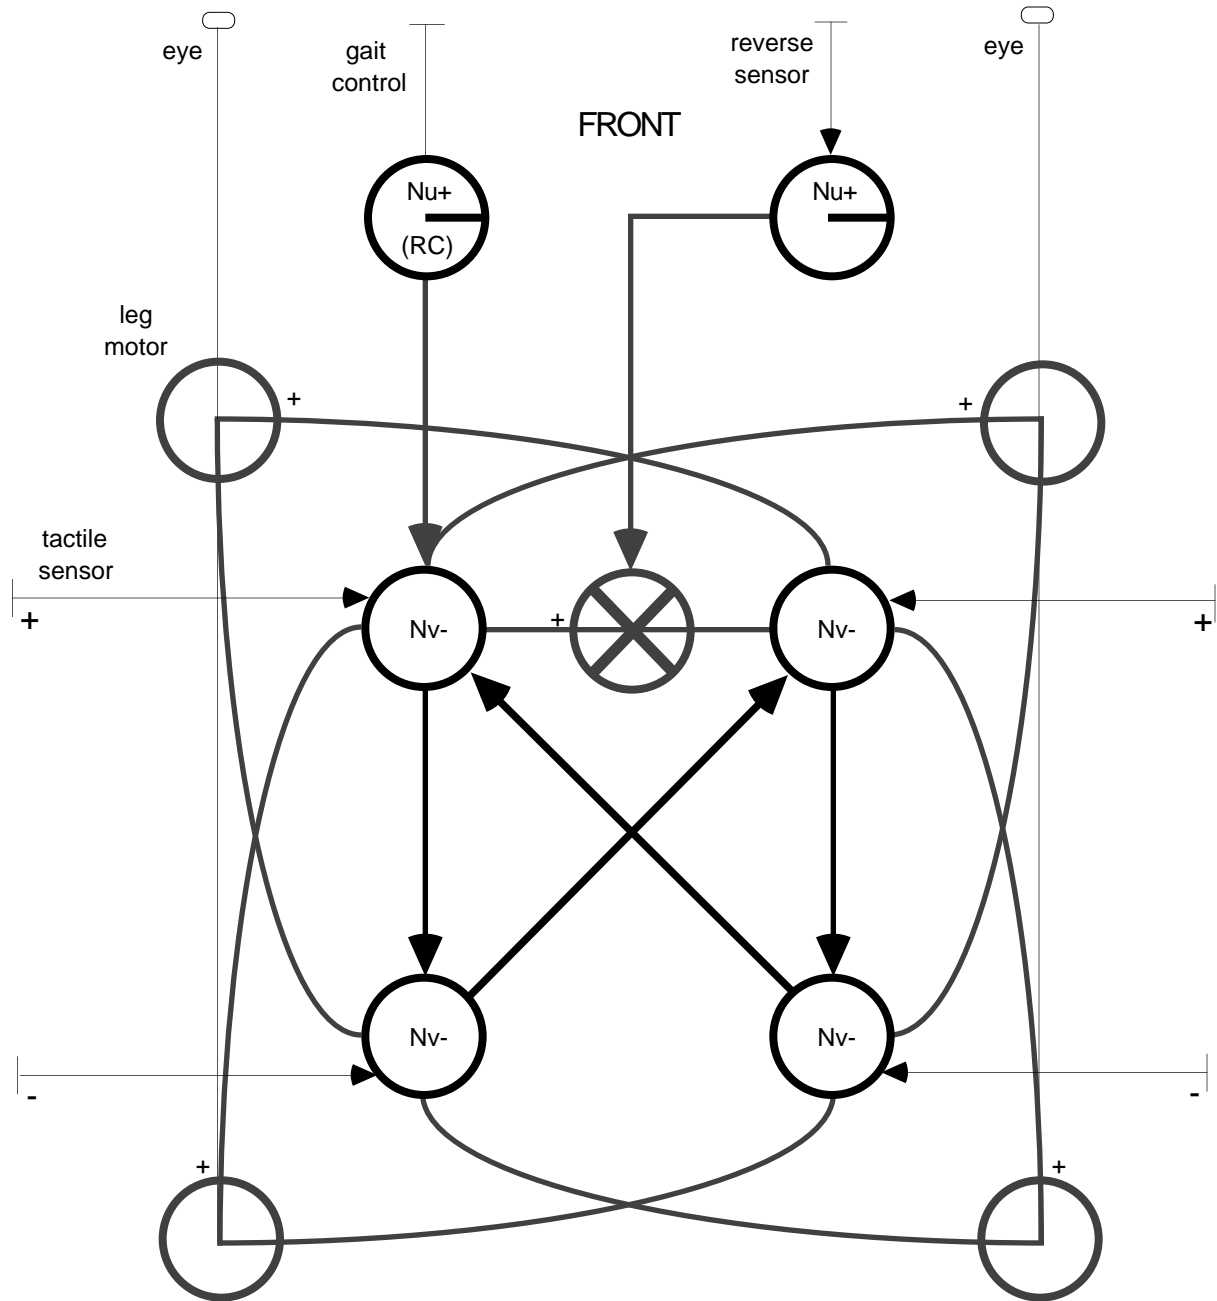 eye
gait
control
reverse
sensor
eye
FRONT
Nu+
(RC)
Nu+
leg
motor
+
+
tactile
sensor
+
+
+
Nv-
Nv-
Nv-
Nv-
-
-
+
+